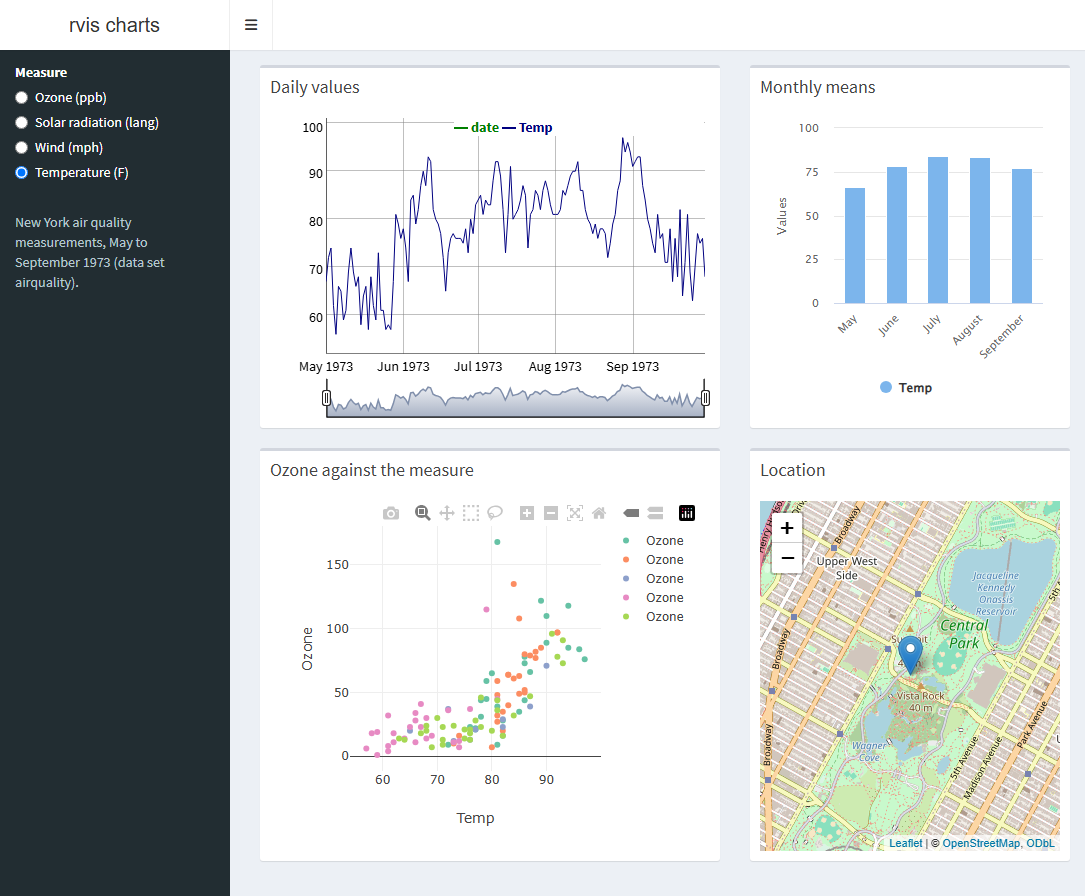 rvis charts
Measure
Ozone (ppb)
Solar radiation (lang)
Wind (mph)
Temperature (F)
New York air quality
measurements, May to
September 1973 (data set
airquality).
Daily values
date Temp
100
90
80
70
60
May 1973 Jun 1973 Jul 1973 Aug 1973 Sep 1973
Monthly means
Values
100
75
50
25
0
May June July August September
Temp
Ozone against the measure
Ozone
Ozone
Ozone
Ozone
Ozone
Ozone
150
100
50
0
60 70 80 90
Temp
Location
+
−
Broadway
Upper West
Side
Jacqueline
Kennedy
Onassis
Reservoir
5th A
Central
Park
Broadway
Vista Rock
40 m
Park Avenue
Wagner
Cove
Broadway
5th Avenue
Madison Avenue
Leaflet | © OpenStreetMap, ODbL